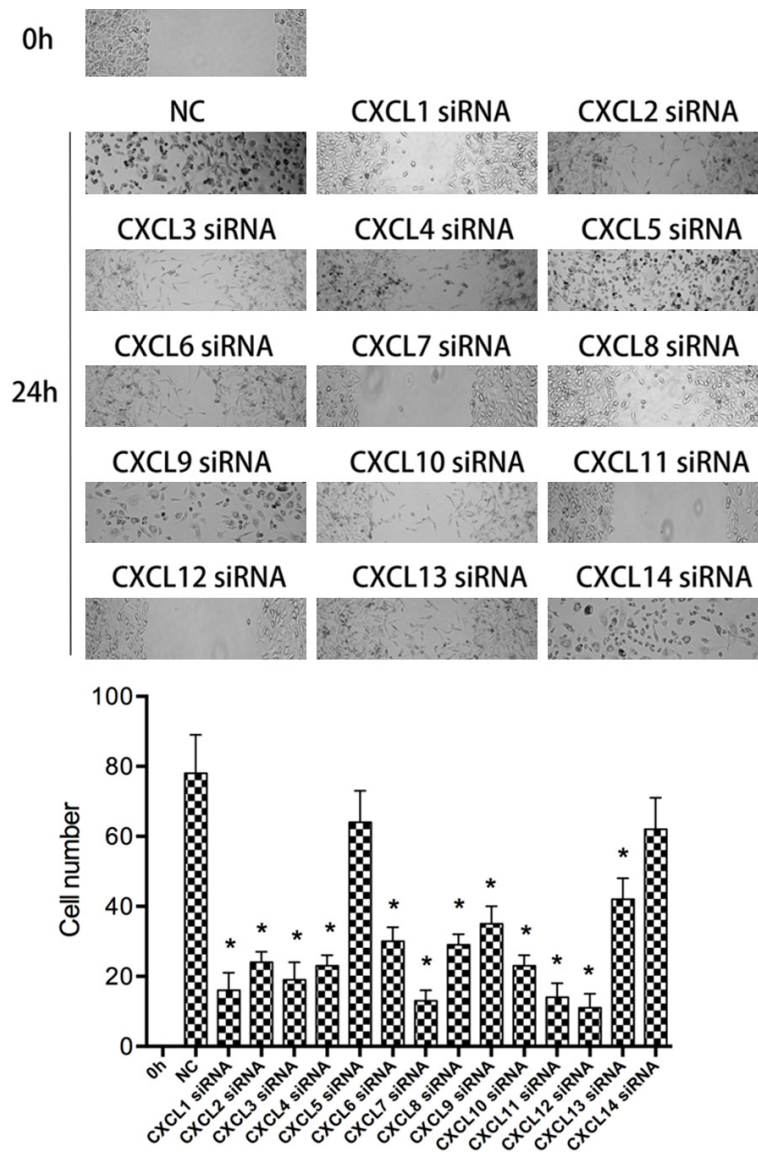 0h
NC CXCL1 siRNA CXCL2 siRNA
CXCL3 siRNA CXCL4 siRNA CXCL5 siRNA
CXCL6 siRNA CXCL7 siRNA CXCL8 siRNA
24h
CXCL9 siRNA CXCL10 siRNA CXCL11 siRNA
CXCL12 siRNA CXCL13 siRNA CXCL14 siRNA
100
80
60
40
20
0
Cell number
* * * * * * * * * * * *
0h
NC
CXCL1 siRNA
CXCL2 siRNA
CXCL3 siRNA
CXCL4 siRNA
CXCL5 siRNA
CXCL6 siRNA
CXCL7 siRNA
CXCL8 siRNA
CXCL9 siRNA
CXCL10 siRNA
CXCL11 siRNA
CXCL12 siRNA
CXCL13 siRNA
CXCL14 siRNA